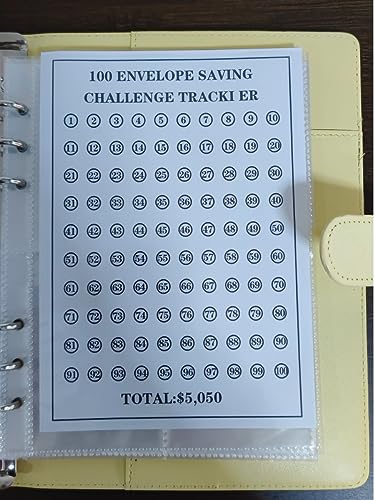 100 ENVELOPE SAVING
CHALLENGE TRACKI ER
1 2 3 4 5 6 7 8 9 10
11 12 13 14 15 16 17 18 19 20
21 22 23 24 25 26 27 28 29 30
31 32 33 34 35 36 37 38 39 40
41 42 43 44 45 46 47 48 49 50
51 52 53 54 55 56 57 58 59 60
61 62 63 64 65 66 67 68 69 70
71 72 73 74 75 76 77 78 79 80
81 82 83 84 85 86 87 88 89 90
91 92 93 94 95 96 97 98 99 100
TOTAL:$5,050